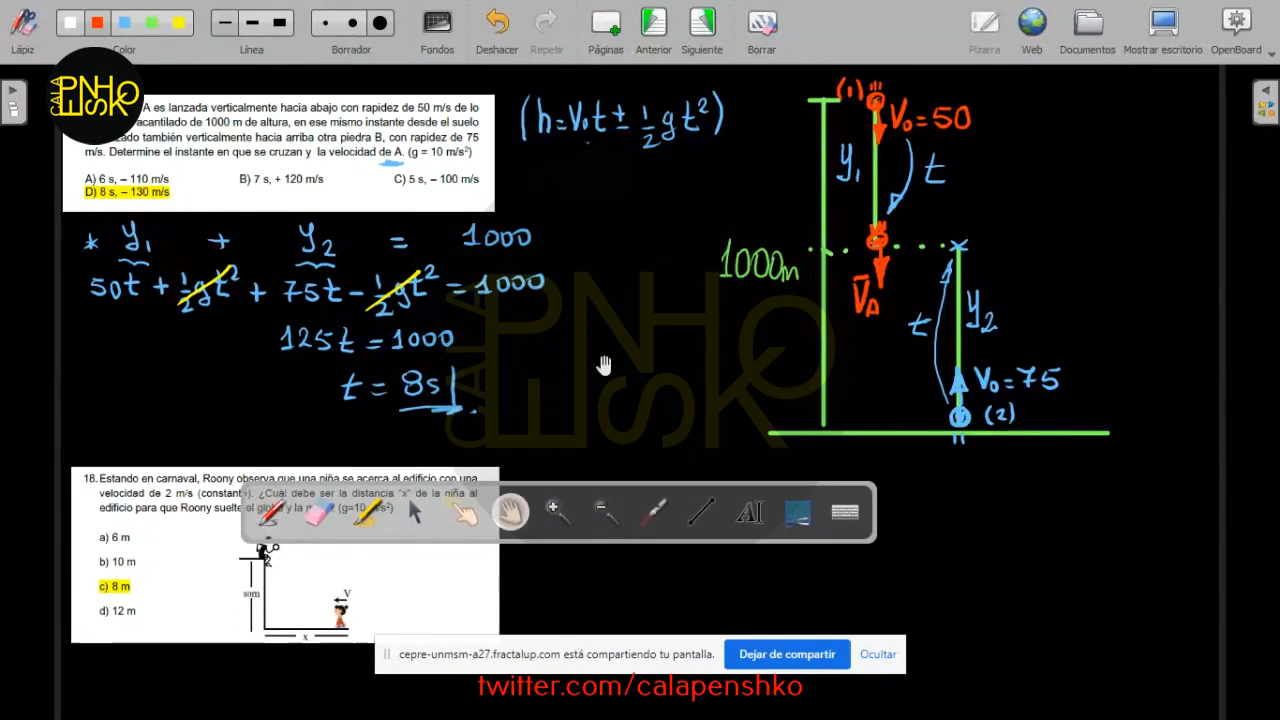 Lápiz
Color
Línea
Borrador
Fondos
Deshacer
Repetir
Páginas
Anterior
Siguiente
Borrar
Pizarra
Web
Documentos
Mostrar escritorio
OpenBoard
CALA
PENSHKO
A es lanzada verticalmente hacia abajo con rapidez de 50 m/s de lo
acantilado de 1000 m de altura, en ese mismo instante desde el suelo
zado también verticalmente hacia arriba otra piedra B, con rapidez de 75
m/s. Determine el instante en que se cruzan y la velocidad de A. (g = 10 m/s²)
A) 6 s, – 110 m/s
B) 7 s, + 120 m/s
C) 5 s, – 100 m/s
D) 8 s, – 130 m/s
(h=V₀t ± ½gt²)
* y₁ + y₂ = 1000
50t + ½gt² + 75t – ½gt² = 1000
125t = 1000
t = 8s
(1)
V₀=50
y₁
t
1000m
V̄A
t
y₂
V₀=75
(2)
18. Estando en carnaval, Roony observa que una niña se acerca al edificio con una
velocidad de 2 m/s (constante). ¿Cuál debe ser la distancia "x" de la niña al
edificio para que Roony suelte el
a) 6 m
b) 10 m
c) 8 m
d) 12 m
80m
V
x
cepre-unmsm-a27.fractalup.com está compartiendo tu pantalla.
Dejar de compartir
Ocultar
twitter.com/calapenshko